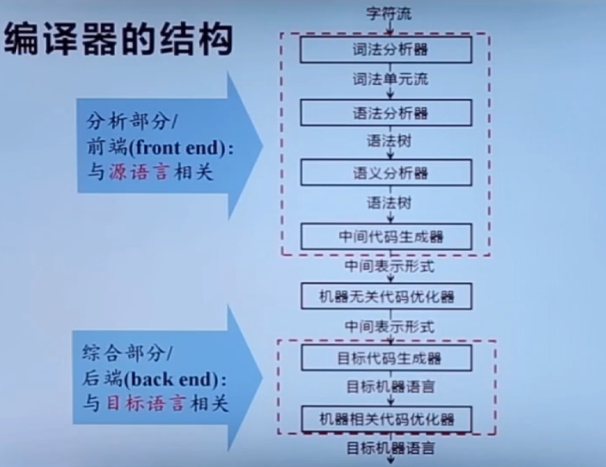 编译器的结构
字符流
词法分析器
词法单元流
语法分析器
语法树
语义分析器
语法树
中间代码生成器
中间表示形式
机器无关代码优化器
中间表示形式
目标代码生成器
目标机器语言
机器相关代码优化器
目标机器语言
分析部分/
前端(front end):
与源语言相关
综合部分/
后端(back end):
与目标语言相关